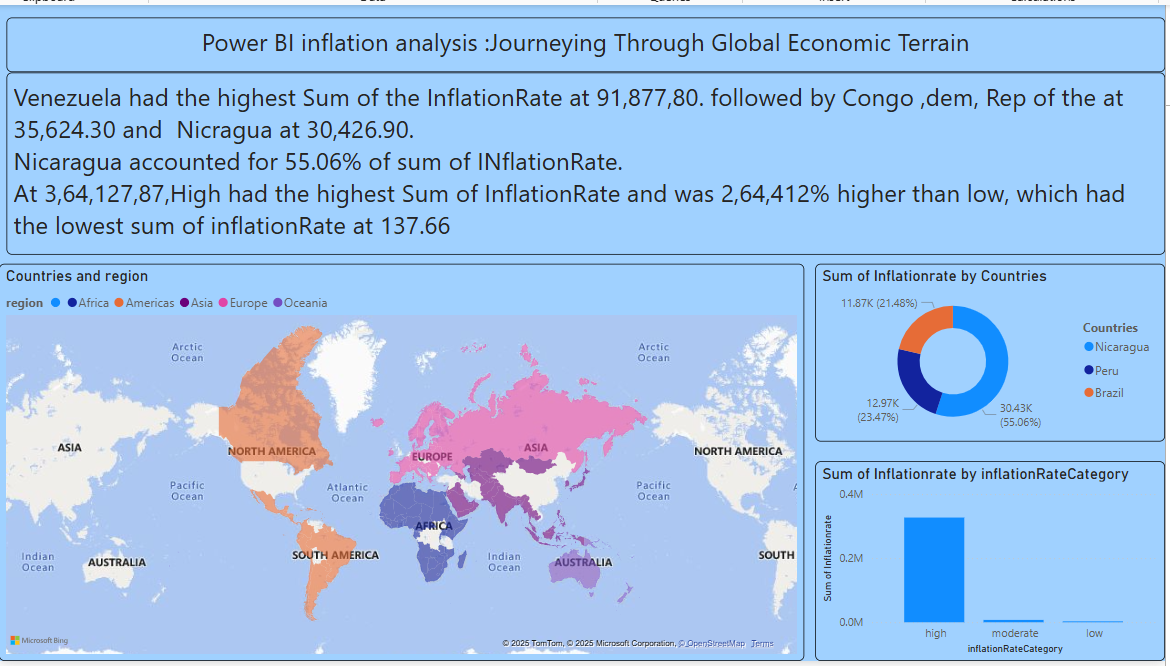 Clipboard Data Queries Insert Calculations
Power BI inflation analysis :Journeying Through Global Economic Terrain
Venezuela had the highest Sum of the InflationRate at 91,877,80. followed by Congo ,dem, Rep of the at
35,624.30 and Nicragua at 30,426.90.
Nicaragua accounted for 55.06% of sum of INflationRate.
At 3,64,127,87,High had the highest Sum of InflationRate and was 2,64,412% higher than low, which had
the lowest sum of inflationRate at 137.66
Countries and region
region Africa Americas Asia Europe Oceania
Arctic
Ocean
Arctic
Ocean
ASIA
NORTH AMERICA
EUROPE
ASIA
NORTH AMERICA
Pacific
Ocean
Atlantic
Ocean
Pacific
Ocean
A
AFRICA
Indian
Ocean
AUSTRALIA
SOUTH AMERICA
Indian
Ocean
AUSTRALIA
SOUTH
Microsoft Bing
© 2025 TomTom, © 2025 Microsoft Corporation, © OpenStreetMap Terms
Sum of Inflationrate by Countries
11.87K (21.48%)
12.97K
(23.47%)
30.43K
(55.06%)
Countries
Nicaragua
Peru
Brazil
Sum of Inflationrate by inflationRateCategory
Sum of Inflationrate
0.4M
0.2M
0.0M
high moderate low
inflationRateCategory